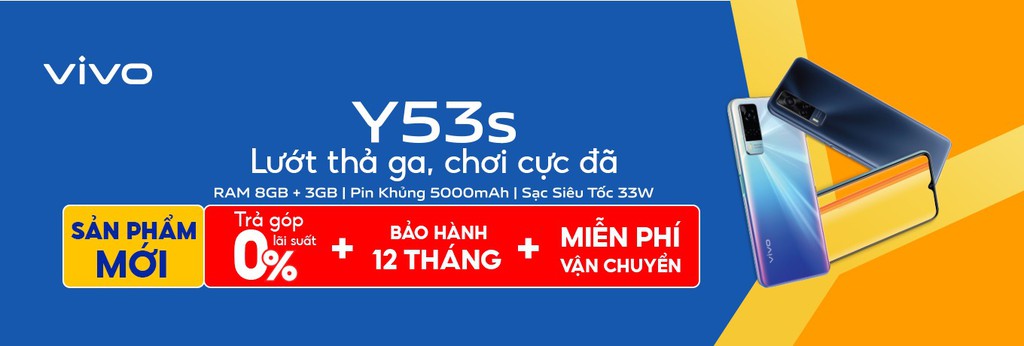 vivo
Y53s
Lướt thả ga, chơi cực đã
RAM 8GB + 3GB | Pin Khủng 5000mAh | Sạc Siêu Tốc 33W
SẢN PHẨM
MỚI
Trả góp
lãi suất
0%
+
BẢO HÀNH
12 THÁNG
+
MIỄN PHÍ
VẬN CHUYỂN
vivo